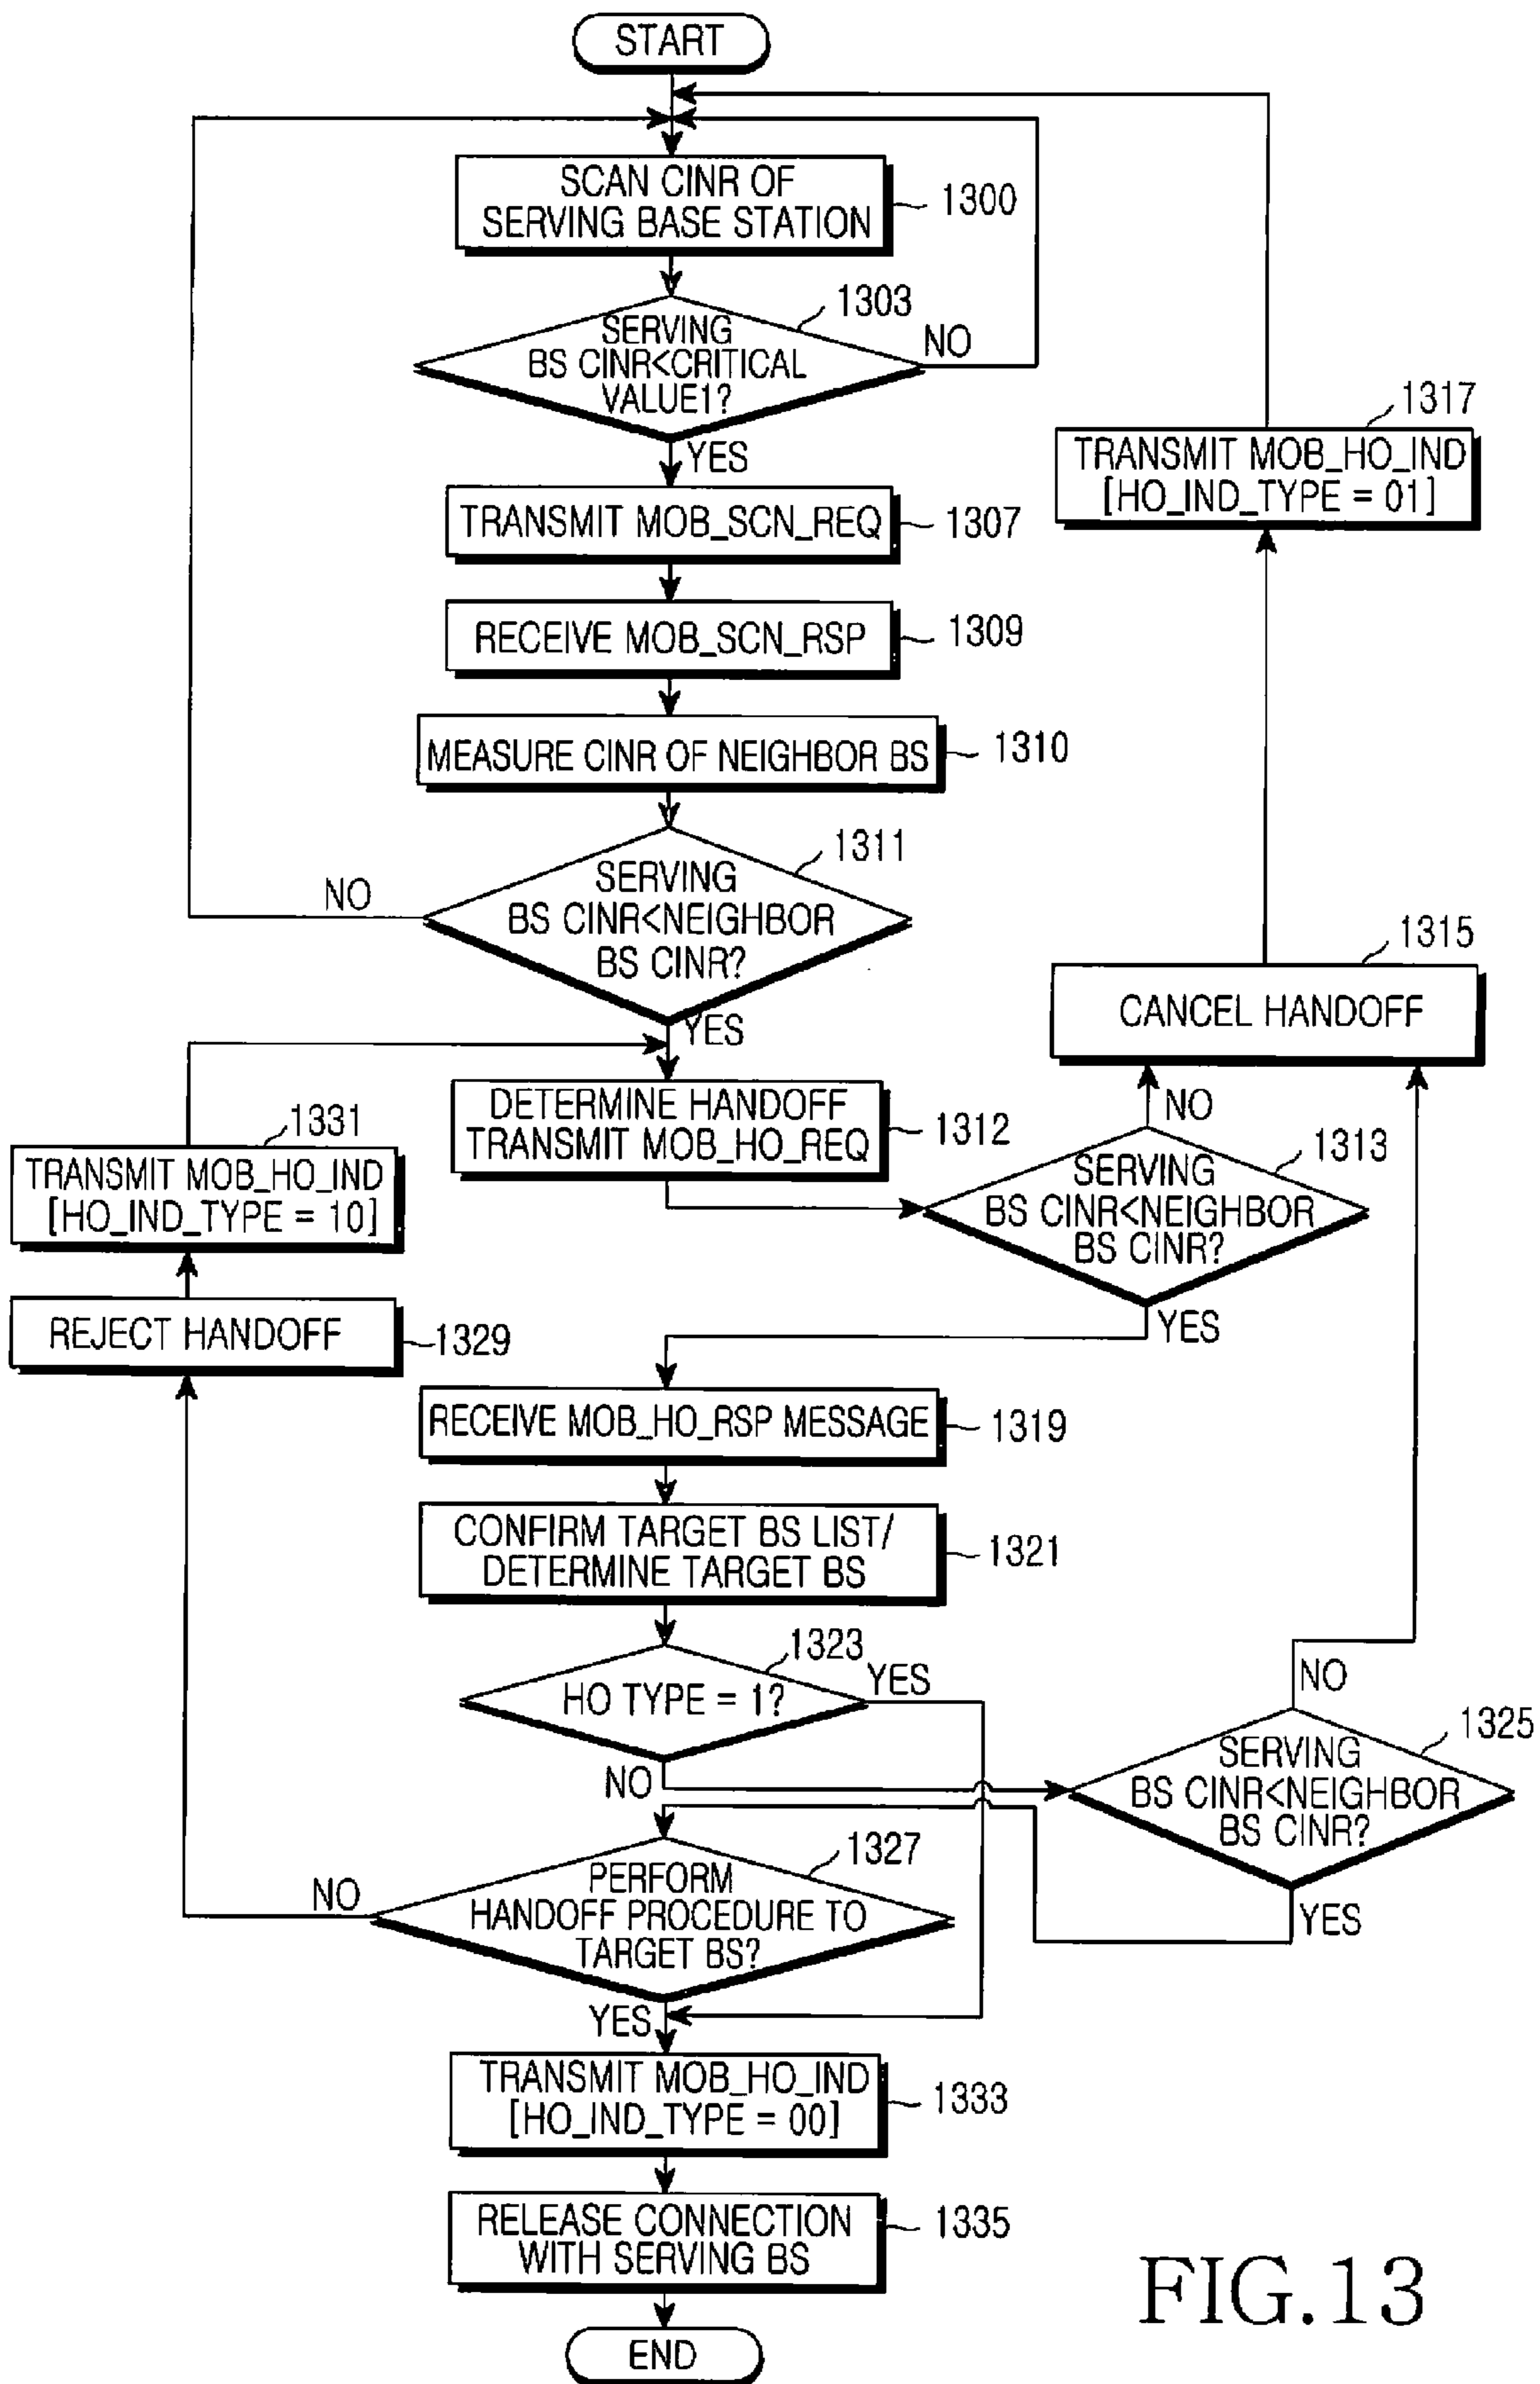 START
SCAN CINR OF
SERVING BASE STATION
1300
SERVING
BS CINR<CRITICAL
VALUE1?
1303
NO
YES
TRANSMIT MOB_SCN_REQ
1307
RECEIVE MOB_SCN_RSP
1309
MEASURE CINR OF NEIGHBOR BS
1310
SERVING
BS CINR<NEIGHBOR
BS CINR?
1311
NO
YES
DETERMINE HANDOFF
TRANSMIT MOB_HO_REQ
1312
SERVING
BS CINR<NEIGHBOR
BS CINR?
1313
NO
YES
CANCEL HANDOFF
1315
TRANSMIT MOB_HO_IND
[HO_IND_TYPE = 01]
1317
RECEIVE MOB_HO_RSP MESSAGE
1319
CONFIRM TARGET BS LIST/
DETERMINE TARGET BS
1321
HO TYPE = 1?
1323
YES
NO
SERVING
BS CINR<NEIGHBOR
BS CINR?
1325
NO
YES
PERFORM
HANDOFF PROCEDURE TO
TARGET BS?
1327
NO
YES
REJECT HANDOFF
1329
TRANSMIT MOB_HO_IND
[HO_IND_TYPE = 10]
1331
TRANSMIT MOB_HO_IND
[HO_IND_TYPE = 00]
1333
RELEASE CONNECTION
WITH SERVING BS
1335
END
FIG.13